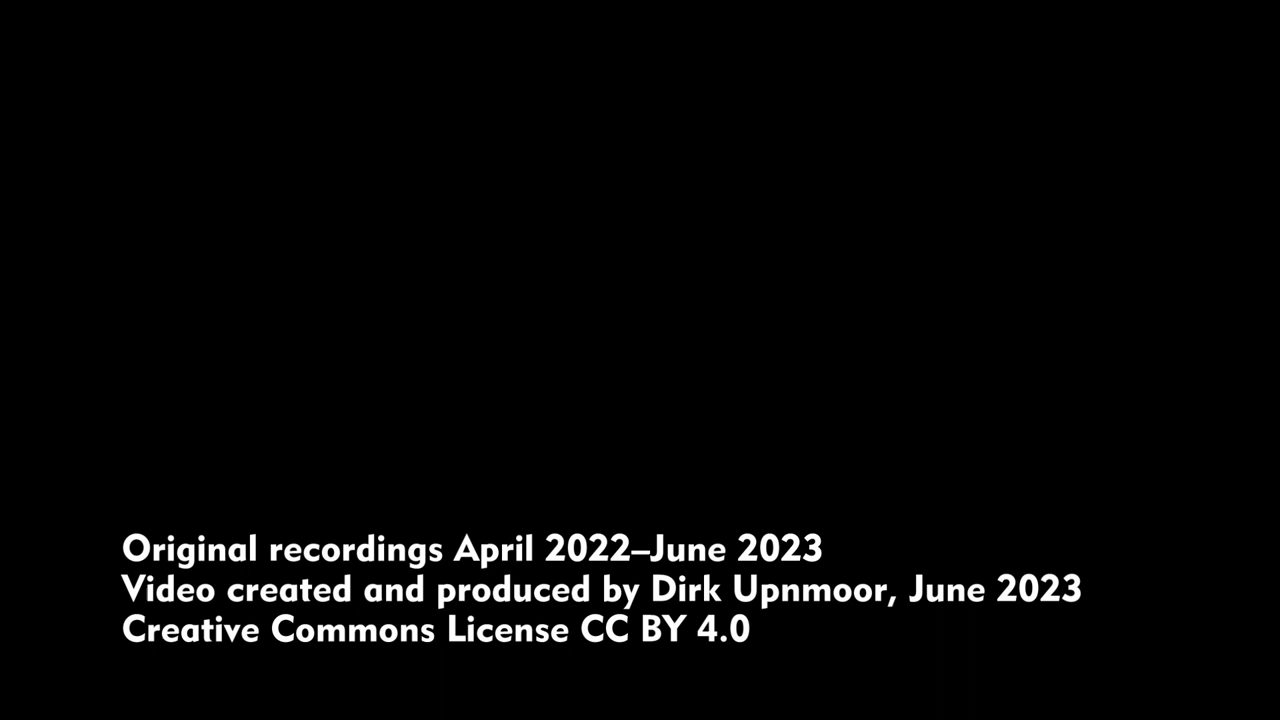 Original recordings April 2022–June 2023
Video created and produced by Dirk Upnmoor, June 2023
Creative Commons License CC BY 4.0